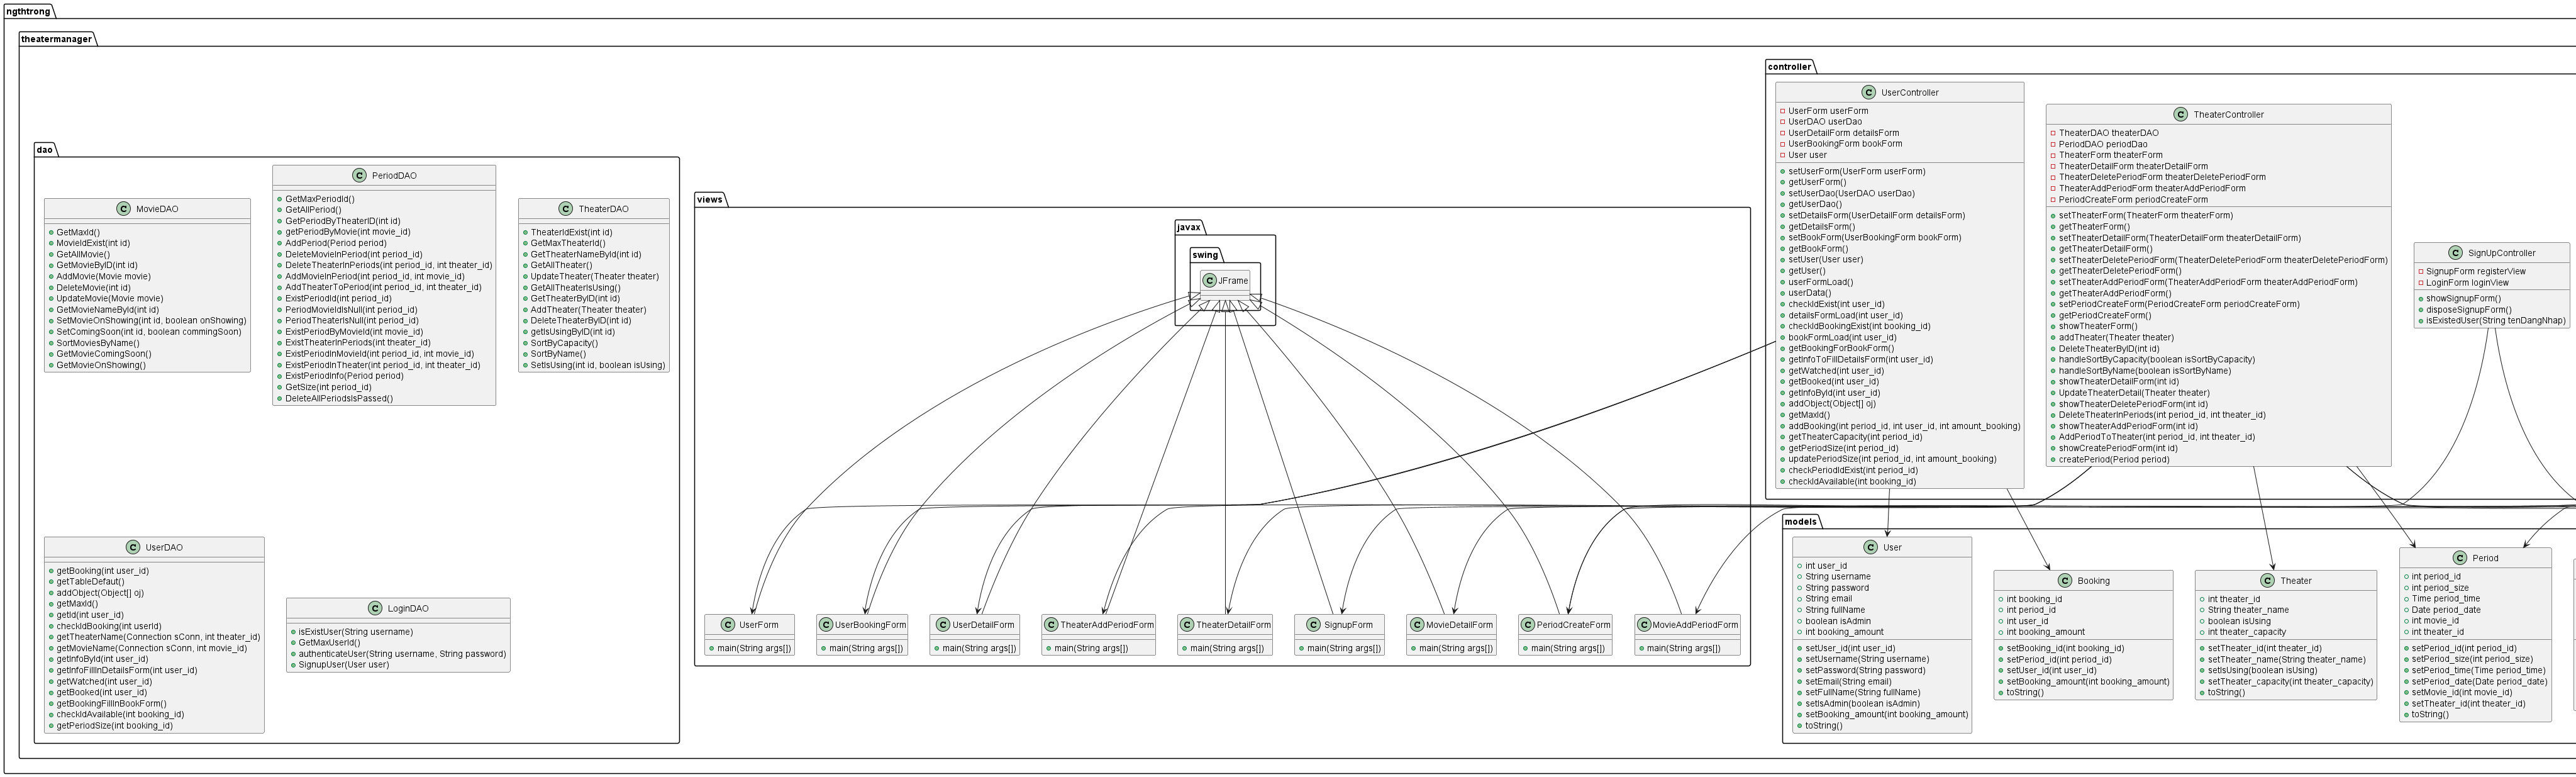 ngthtrong
theatermanager
dao
MovieDAO
GetMaxId()
MovieIdExist(int id)
GetAllMovie()
GetMovieByID(int id)
AddMovie(Movie movie)
DeleteMovie(int id)
UpdateMovie(Movie movie)
GetMovieNameById(int id)
SetMovieOnShowing(int id, boolean onShowing)
SetComingSoon(int id, boolean commingSoon)
SortMoviesByName()
GetMovieComingSoon()
GetMovieOnShowing()
PeriodDAO
GetMaxPeriodId()
GetAllPeriod()
GetPeriodByTheaterID(int id)
getPeriodByMovie(int movie_id)
AddPeriod(Period period)
DeleteMovieInPeriod(int period_id)
DeleteTheaterInPeriods(int period_id, int theater_id)
AddMovieInPeriod(int period_id, int movie_id)
AddTheaterToPeriod(int period_id, int theater_id)
ExistPeriodId(int period_id)
PeriodMovieIdIsNull(int period_id)
PeriodTheaterIsNull(int period_id)
ExistPeriodByMovieId(int movie_id)
ExistTheaterInPeriods(int theater_id)
ExistPeriodInMovieId(int period_id, int movie_id)
ExistPeriodInTheater(int period_id, int theater_id)
ExistPeriodInfo(Period period)
GetSize(int period_id)
DeleteAllPeriodsIsPassed()
TheaterDAO
TheaterIdExist(int id)
GetMaxTheaterId()
GetTheaterNameById(int id)
GetAllTheater()
UpdateTheater(Theater theater)
GetAllTheaterIsUsing()
GetTheaterByID(int id)
AddTheater(Theater theater)
DeleteTheaterByID(int id)
getIsUsingByID(int id)
SortByCapacity()
SortByName()
SetIsUsing(int id, boolean isUsing)
UserDAO
getBooking(int user_id)
getTableDefaut()
addObject(Object[] oj)
getMaxId()
getId(int user_id)
checkIdBooking(int userId)
getTheaterName(Connection sConn, int theater_id)
getMovieName(Connection sConn, int movie_id)
getInfoById(int user_id)
getInfoFillInDetailsForm(int user_id)
getWatched(int user_id)
getBooked(int user_id)
getBookingFillInBookForm()
checkIdAvailable(int booking_id)
getPeriodSize(int booking_id)
LoginDAO
isExistUser(String username)
GetMaxUserId()
authenticateUser(String username, String password)
SignupUser(User user)
views
javax
swing
JFrame
UserForm
main(String args[])
UserBookingForm
main(String args[])
UserDetailForm
main(String args[])
TheaterAddPeriodForm
main(String args[])
TheaterDetailForm
main(String args[])
SignupForm
main(String args[])
MovieDetailForm
main(String args[])
PeriodCreateForm
main(String args[])
MovieAddPeriodForm
main(String args[])
controller
UserController
UserForm userForm
UserDAO userDao
UserDetailForm detailsForm
UserBookingForm bookForm
User user
setUserForm(UserForm userForm)
getUserForm()
setUserDao(UserDAO userDao)
getUserDao()
setDetailsForm(UserDetailForm detailsForm)
getDetailsForm()
setBookForm(UserBookingForm bookForm)
getBookForm()
setUser(User user)
getUser()
userFormLoad()
userData()
checkIdExist(int user_id)
detailsFormLoad(int user_id)
checkIdBookingExist(int booking_id)
bookFormLoad(int user_id)
getBookingForBookForm()
getInfoToFillDetailsForm(int user_id)
getWatched(int user_id)
getBooked(int user_id)
getInfoById(int user_id)
addObject(Object[] oj)
getMaxId()
addBooking(int period_id, int user_id, int amount_booking)
getTheaterCapacity(int period_id)
getPeriodSize(int period_id)
updatePeriodSize(int period_id, int amount_booking)
checkPeriodIdExist(int period_id)
checkIdAvailable(int booking_id)
TheaterController
TheaterDAO theaterDAO
PeriodDAO periodDao
TheaterForm theaterForm
TheaterDetailForm theaterDetailForm
TheaterDeletePeriodForm theaterDeletePeriodForm
TheaterAddPeriodForm theaterAddPeriodForm
PeriodCreateForm periodCreateForm
setTheaterForm(TheaterForm theaterForm)
getTheaterForm()
setTheaterDetailForm(TheaterDetailForm theaterDetailForm)
getTheaterDetailForm()
setTheaterDeletePeriodForm(TheaterDeletePeriodForm theaterDeletePeriodForm)
getTheaterDeletePeriodForm()
setTheaterAddPeriodForm(TheaterAddPeriodForm theaterAddPeriodForm)
getTheaterAddPeriodForm()
setPeriodCreateForm(PeriodCreateForm periodCreateForm)
getPeriodCreateForm()
showTheaterForm()
addTheater(Theater theater)
DeleteTheaterByID(int id)
handleSortByCapacity(boolean isSortByCapacity)
handleSortByName(boolean isSortByName)
showTheaterDetailForm(int id)
UpdateTheaterDetail(Theater theater)
showTheaterDeletePeriodForm(int id)
DeleteTheaterInPeriods(int period_id, int theater_id)
showTheaterAddPeriodForm(int id)
AddPeriodToTheater(int period_id, int theater_id)
showCreatePeriodForm(int id)
createPeriod(Period period)
SignUpController
SignupForm registerView
LoginForm loginView
showSignupForm()
disposeSignupForm()
isExistedUser(String tenDangNhap)
models
User
int user_id
String username
String password
String email
String fullName
boolean isAdmin
int booking_amount
setUser_id(int user_id)
setUsername(String username)
setPassword(String password)
setEmail(String email)
setFullName(String fullName)
setIsAdmin(boolean isAdmin)
setBooking_amount(int booking_amount)
toString()
Booking
int booking_id
int period_id
int user_id
int booking_amount
setBooking_id(int booking_id)
setPeriod_id(int period_id)
setUser_id(int user_id)
setBooking_amount(int booking_amount)
toString()
Theater
int theater_id
String theater_name
boolean isUsing
int theater_capacity
setTheater_id(int theater_id)
setTheater_name(String theater_name)
setIsUsing(boolean isUsing)
setTheater_capacity(int theater_capacity)
toString()
Period
int period_id
int period_size
Time period_time
Date period_date
int movie_id
int theater_id
setPeriod_id(int period_id)
setPeriod_size(int period_size)
setPeriod_time(Time period_time)
setPeriod_date(Date period_date)
setMovie_id(int movie_id)
setTheater_id(int theater_id)
toString()